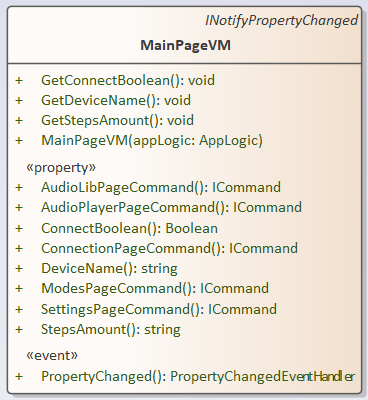 INotifyPropertyChanged
MainPageVM
+ GetConnectBoolean(): void
+ GetDeviceName(): void
+ GetStepsAmount(): void
+ MainPageVM(appLogic: AppLogic)
«property»
+ AudioLibPageCommand(): ICommand
+ AudioPlayerPageCommand(): ICommand
+ ConnectBoolean(): Boolean
+ ConnectionPageCommand(): ICommand
+ DeviceName(): string
+ ModesPageCommand(): ICommand
+ SettingsPageCommand(): ICommand
+ StepsAmount(): string
«event»
+ PropertyChanged(): PropertyChangedEventHandler